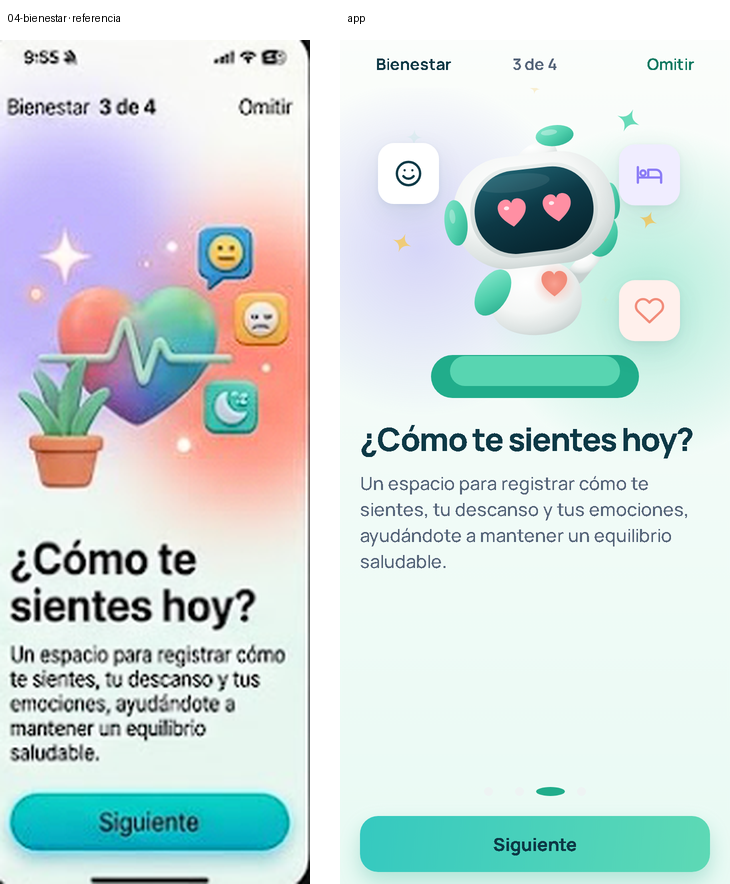 04-bienestar·referencia
9:55
Bienestar 3 de 4 Omitir
¿Cómo te
sientes hoy?
Un espacio para registrar cómo
te sientes, tu descanso y tus
emociones, ayudándote a
mantener un equilibrio
saludable.
Siguiente
app
Bienestar 3 de 4 Omitir
¿Cómo te sientes hoy?
Un espacio para registrar cómo te
sientes, tu descanso y tus emociones,
ayudándote a mantener un equilibrio
saludable.
Siguiente